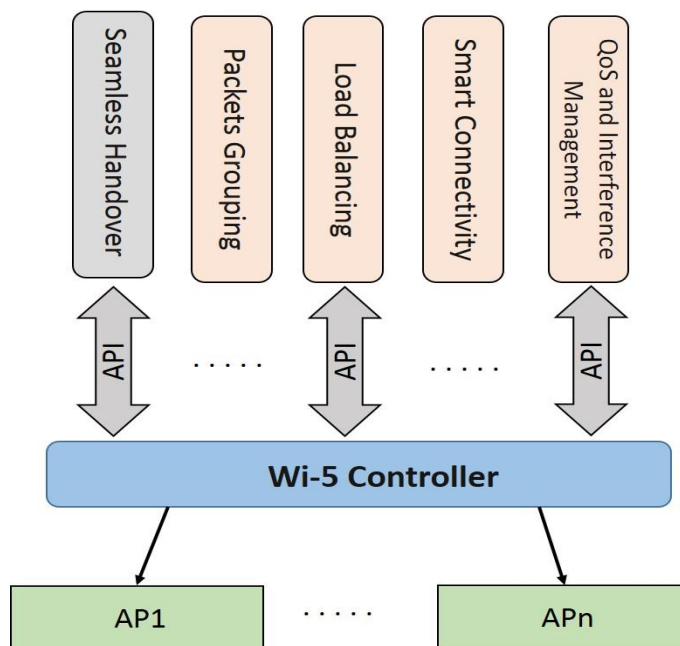 Seamless Handover
Packets Grouping
Load Balancing
Smart Connectivity
QoS and Interference
Management
API
. . . . .
API
. . . . .
API
Wi-5 Controller
AP1
. . . . .
APn